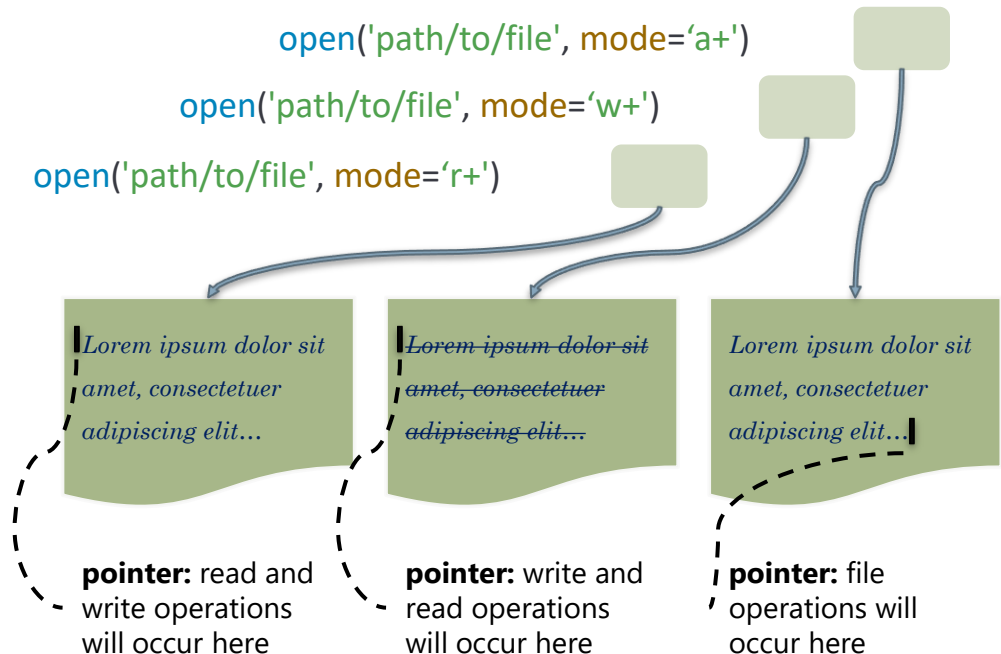 open('path/to/file', mode=‘a+')
open('path/to/file', mode=‘w+')
open('path/to/file', mode=‘r+')
Lorem ipsum dolor sit
amet, consectetuer
adipiscing elit…
Lorem ipsum dolor sit
amet, consectetuer
adipiscing elit…
Lorem ipsum dolor sit
amet, consectetuer
adipiscing elit…
pointer: read and
write operations
will occur here
pointer: write and
read operations
will occur here
pointer: file
operations will
occur here